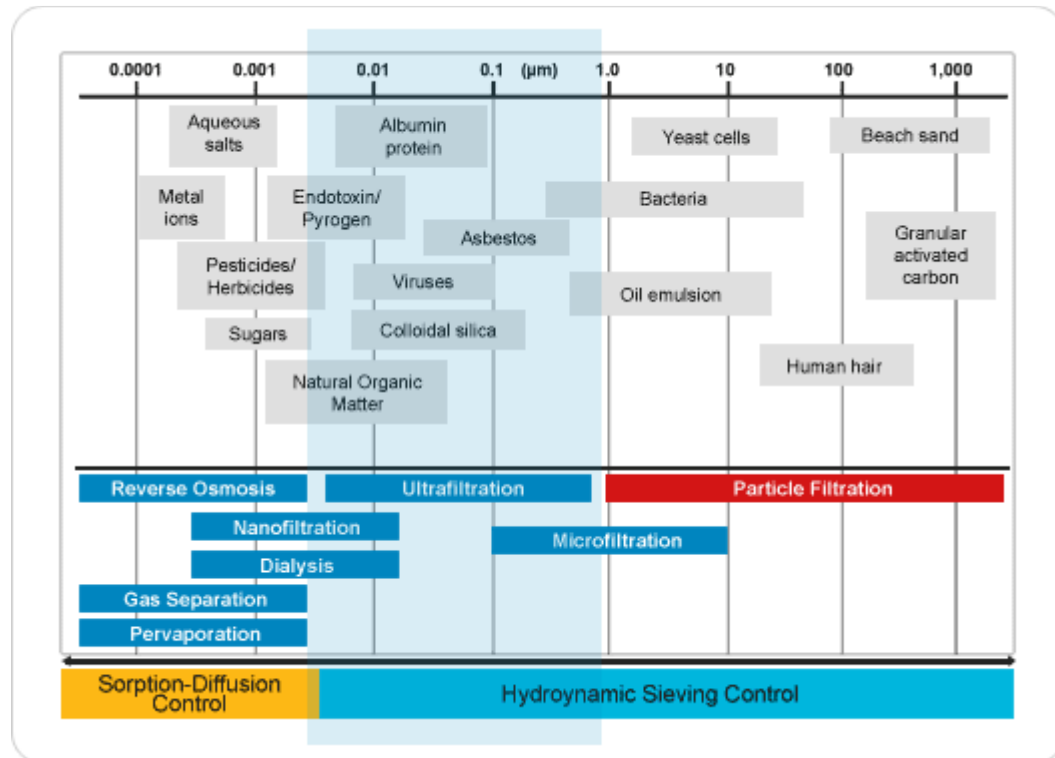 0.0001 0.001 0.01 0.1 (µm) 1.0 10 100 1,000
Aqueous
salts
Albumin
protein
Yeast cells
Beach sand
Metal
ions
Endotoxin/
Pyrogen
Bacteria
Asbestos
Granular
activated
carbon
Pesticides/
Herbicides
Viruses
Oil emulsion
Sugars
Colloidal silica
Human hair
Natural Organic
Matter
Reverse Osmosis
Ultrafiltration
Particle Filtration
Nanofiltration
Microfiltration
Dialysis
Gas Separation
Pervaporation
Sorption-Diffusion
Control
Hydroynamic Sieving Control